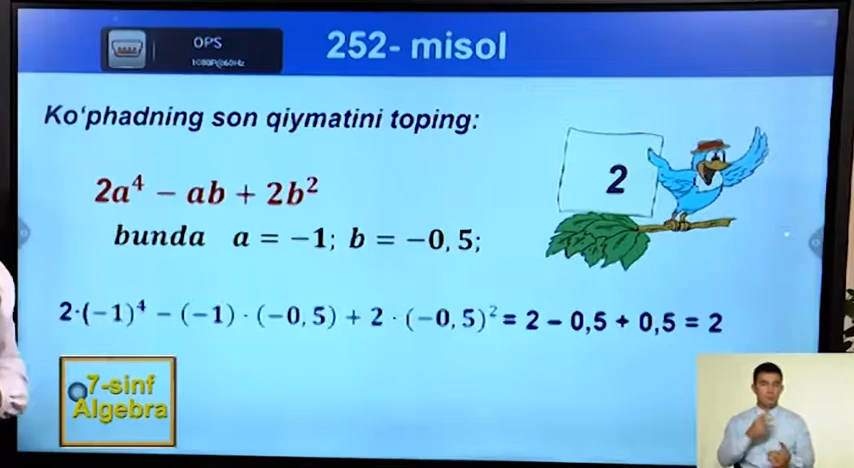 OPS
1080P@60Hz
252- misol
Ko‘phadning son qiymatini toping:
2a⁴ − ab + 2b²
bunda a = −1; b = −0, 5;
2
2·(−1)⁴ − (−1) · (−0, 5) + 2 · (−0, 5)² = 2 – 0,5 + 0,5 = 2
7-sinf
Algebra